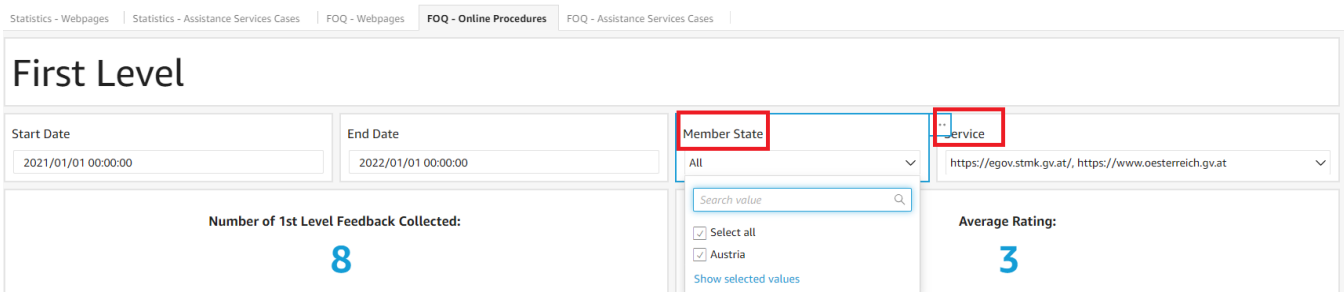 Statistics - Webpages
Statistics - Assistance Services Cases
FOQ - Webpages
FOQ - Online Procedures
FOQ - Assistance Services Cases
First Level
Start Date
2021/01/01 00:00:00
End Date
2022/01/01 00:00:00
Member State
All
Search value
Select all
Austria
Show selected values
Service
https://egov.stmk.gv.at/, https://www.oesterreich.gv.at
Number of 1st Level Feedback Collected:
8
Average Rating:
3